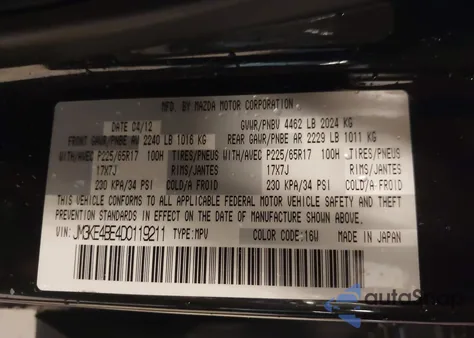 MFD. BY MAZDA MOTOR CORPORATION
DATE 04/12 GVWR/PNBV 4462 LB 2024 KG
FRONT GAWR/PNBE AV 2240 LB 1016 KG REAR GAWR/PNBE AR 2229 LB 1011 KG
WITH/AVEC P225/65R17 100H TIRES/PNEUS WITH/AVEC P225/65R17 100H TIRES/PNEUS
17X7J RIMS/JANTES 17X7J RIMS/JANTES
230 KPA/34 PSI COLD/A FROID 230 KPA/34 PSI COLD/A FROID
THIS VEHICLE CONFORMS TO ALL APPLICABLE FEDERAL MOTOR VEHICLE SAFETY AND THEFT
PREVENTION STANDARDS IN EFFECT ON THE DATE OF MANUFACTURE SHOWN ABOVE.
VIN: JM3KE4BE4D0119211 TYPE:MPV COLOR CODE:16W MADE IN JAPAN